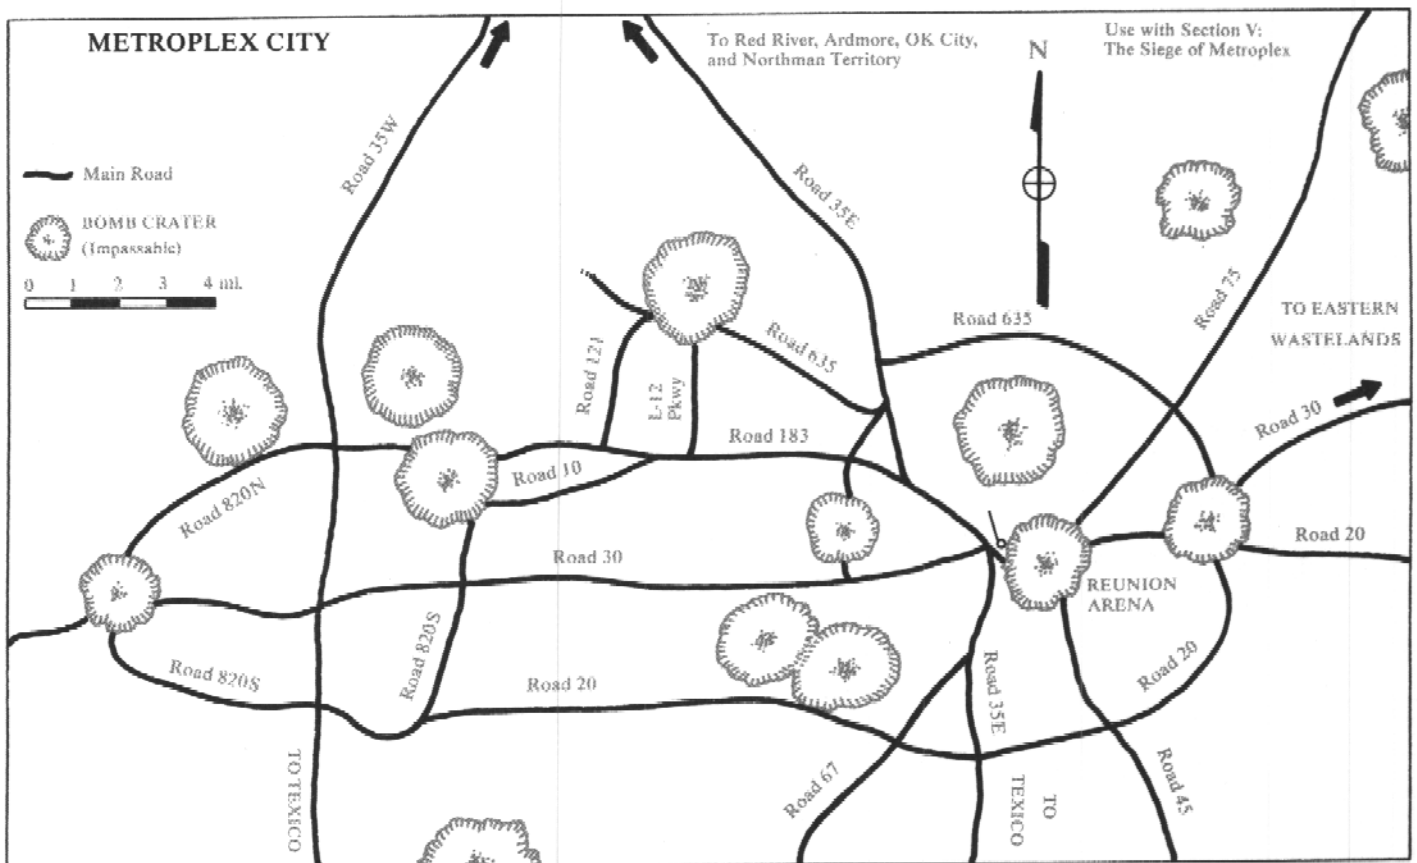 METROPLEX CITY
To Red River, Ardmore, OK City,
and Northman Territory
N
Use with Section V:
The Siege of Metroplex
Main Road
BOMB CRATER
(Impassable)
0 1 2 3 4 mi.
Road 35W
Road 35E
Road 75
TO EASTERN
WASTELANDS
Road 635
Road 635
Road 121
L-12
Pkwy
Road 30
Road 183
Road 10
Road 820N
Road 30
Road 20
REUNION
ARENA
Road 820S
Road 820S
Road 20
Road 35E
Road 20
Road 67
Road 45
TO TEXICO
TO
TEXICO